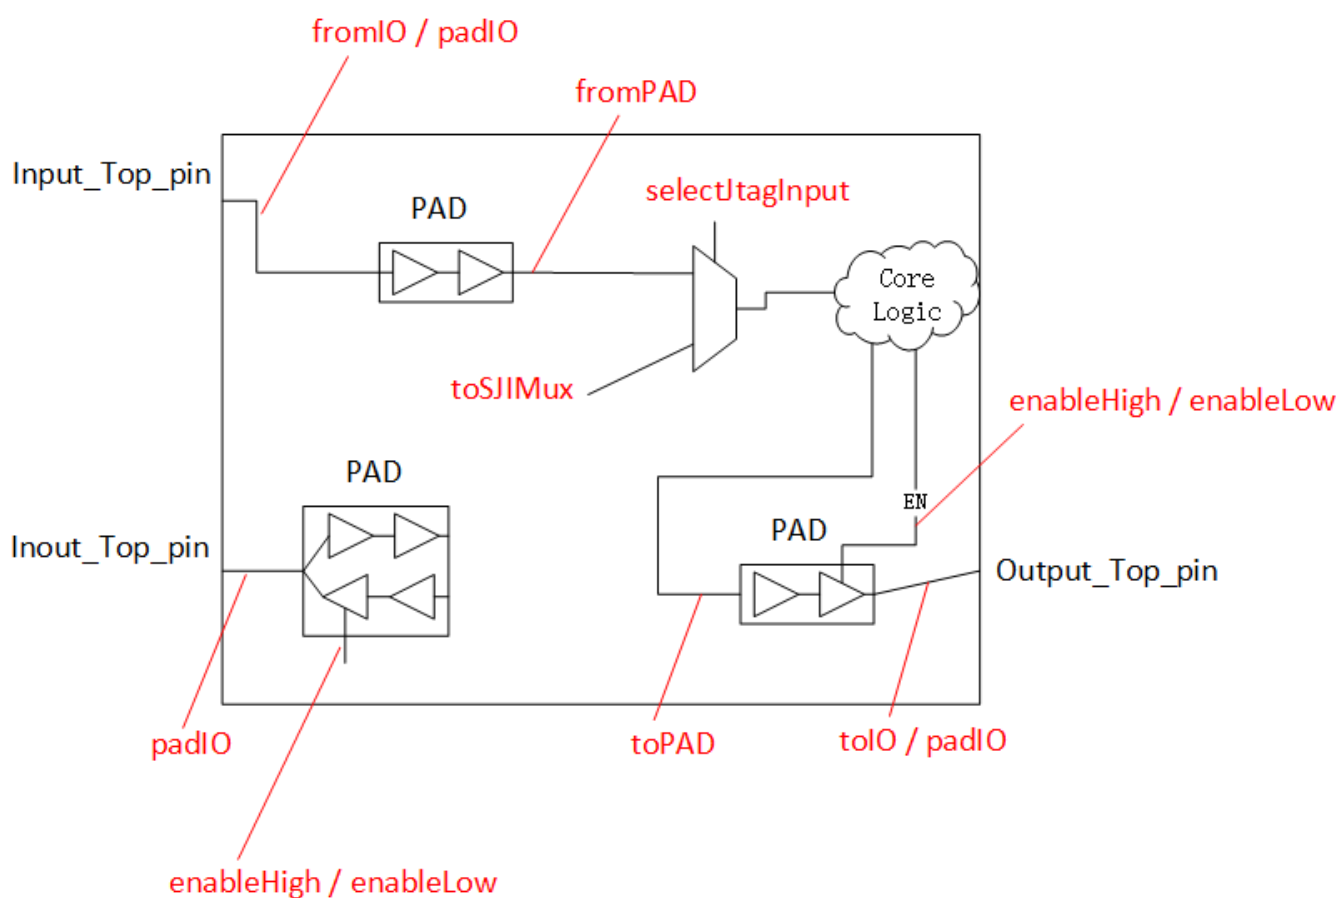 fromIO / padIO
fromPAD
Input_Top_pin
selectJtagInput
PAD
Core
Logic
toSJIMux
enableHigh / enableLow
PAD
EN
PAD
Inout_Top_pin
Output_Top_pin
padIO
toPAD
toIO / padIO
enableHigh / enableLow